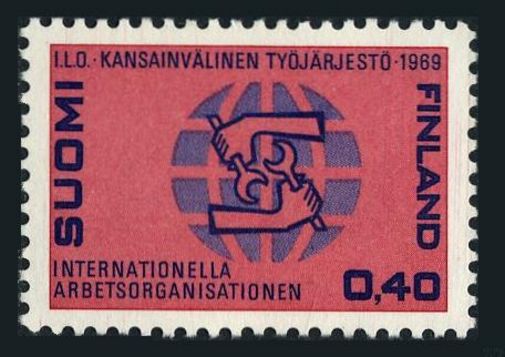 I.L.O. · KANSAINVÄLINEN TYÖJÄRJESTÖ · 1969
SUOMI
FINLAND
INTERNATIONELLA
ARBETSORGANISATIONEN
0,40